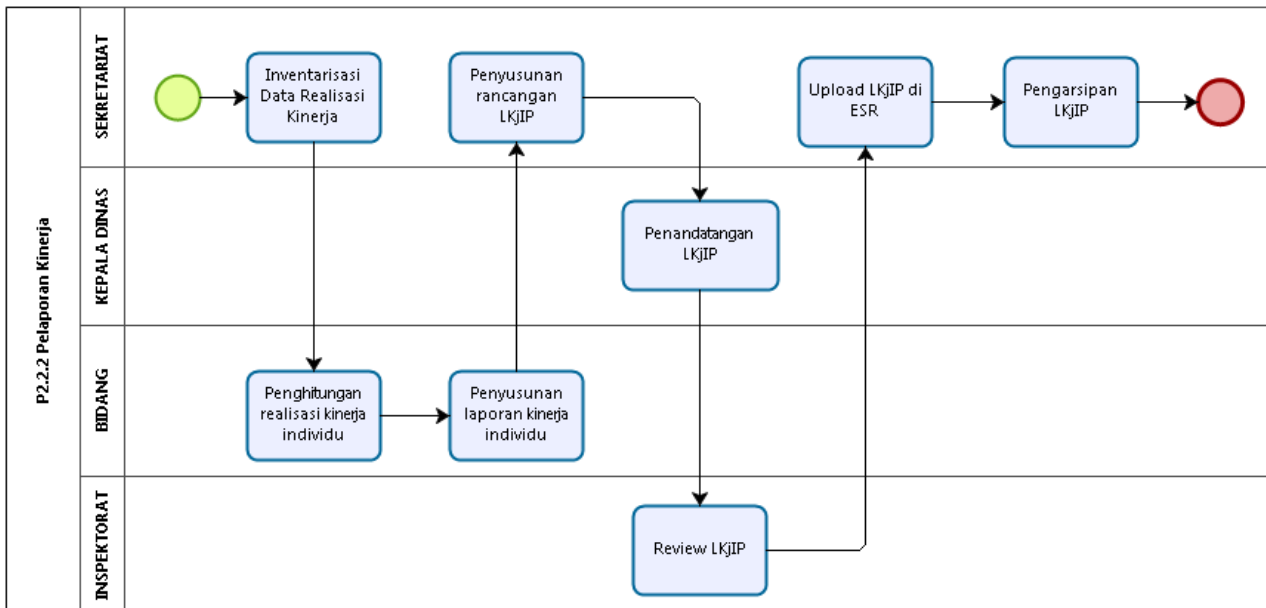 P2.2.2 Pelaporan Kinerja
SEKRETARIAT
Inventarisasi
Data Realisasi
Kinerja
Penyusunan
rancangan
LKjIP
Upload LKjIP di
ESR
Pengarsipan
LKjIP
KEPALA DINAS
Penandatangan
LKjIP
BIDANG
Penghitungan
realisasi kinerja
individu
Penyusunan
laporan kinerja
individu
INSPEKTORAT
Review LKjIP